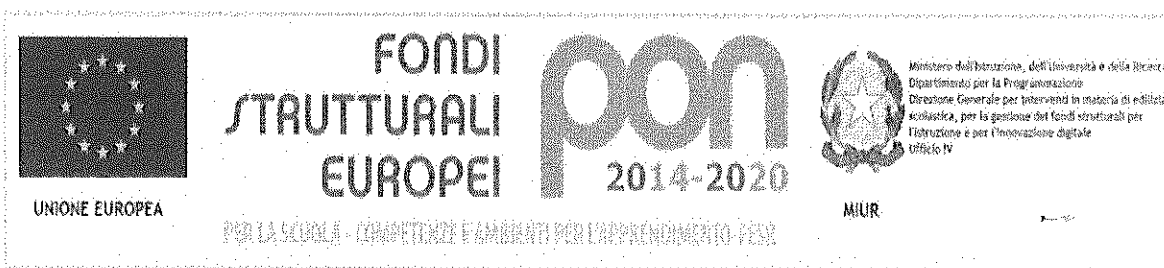 UNIONE EUROPEA
FONDI
STRUTTURALI
EUROPEI
pon
2014-2020
PER LA SCUOLA - COMPETENZE E AMBIENTI PER L'APPRENDIMENTO - FESR
Ministero dell'Istruzione, dell'Università e della Ricerca
Dipartimento per la Programmazione
Direzione Generale per interventi in materia di edilizia
scolastica, per la gestione dei fondi strutturali per
l'istruzione e per l'innovazione digitale
Ufficio IV
MIUR